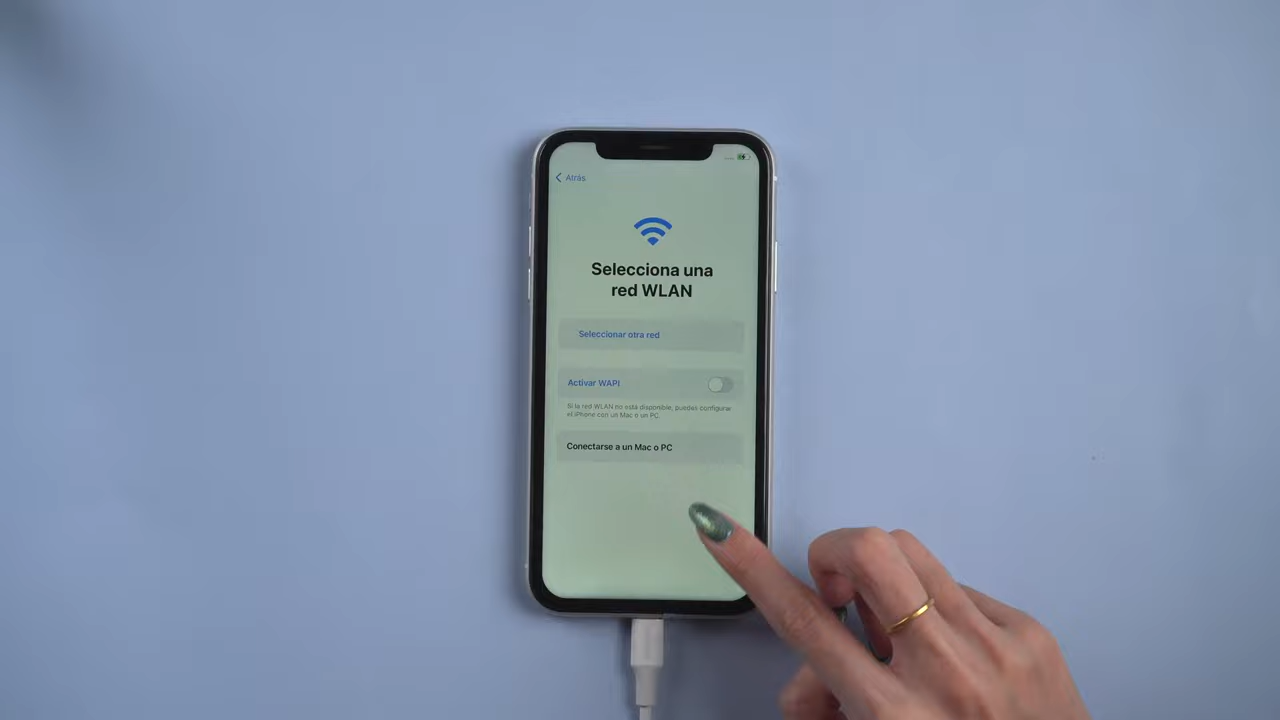 Atrás
Selecciona una
red WLAN
Seleccionar otra red
Activar WAPI
Si la red WLAN no está disponible, puedes configurar
el iPhone con un Mac o un PC.
Conectarse a un Mac o PC